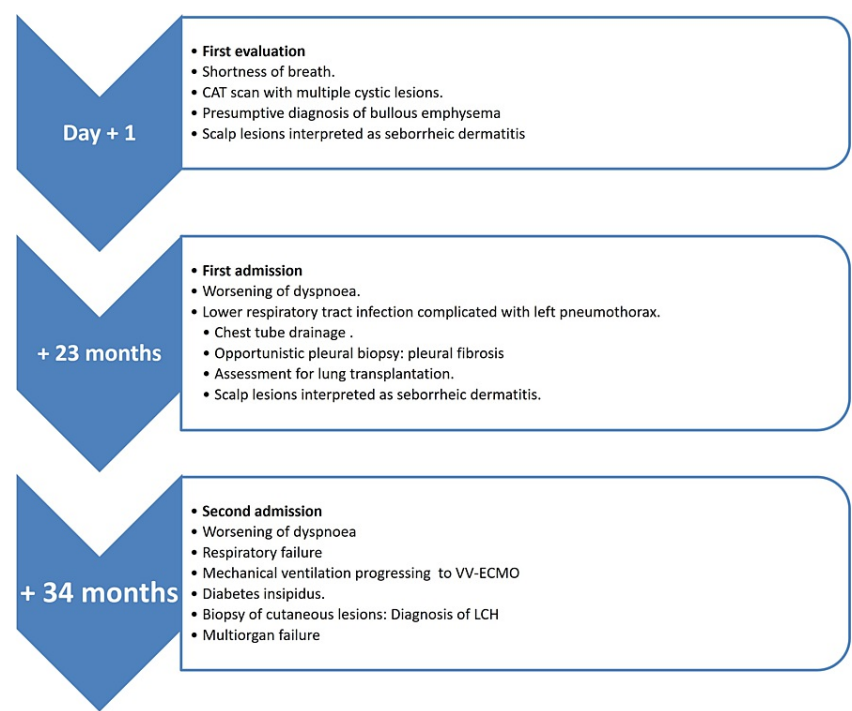 Day + 1
• First evaluation
• Shortness of breath.
• CAT scan with multiple cystic lesions.
• Presumptive diagnosis of bullous emphysema
• Scalp lesions interpreted as seborrheic dermatitis
+ 23 months
• First admission
• Worsening of dyspnoea.
• Lower respiratory tract infection complicated with left pneumothorax.
• Chest tube drainage .
• Opportunistic pleural biopsy: pleural fibrosis
• Assessment for lung transplantation.
• Scalp lesions interpreted as seborrheic dermatitis.
+ 34 months
• Second admission
• Worsening of dyspnoea
• Respiratory failure
• Mechanical ventilation progressing to VV-ECMO
• Diabetes insipidus.
• Biopsy of cutaneous lesions: Diagnosis of LCH
• Multiorgan failure